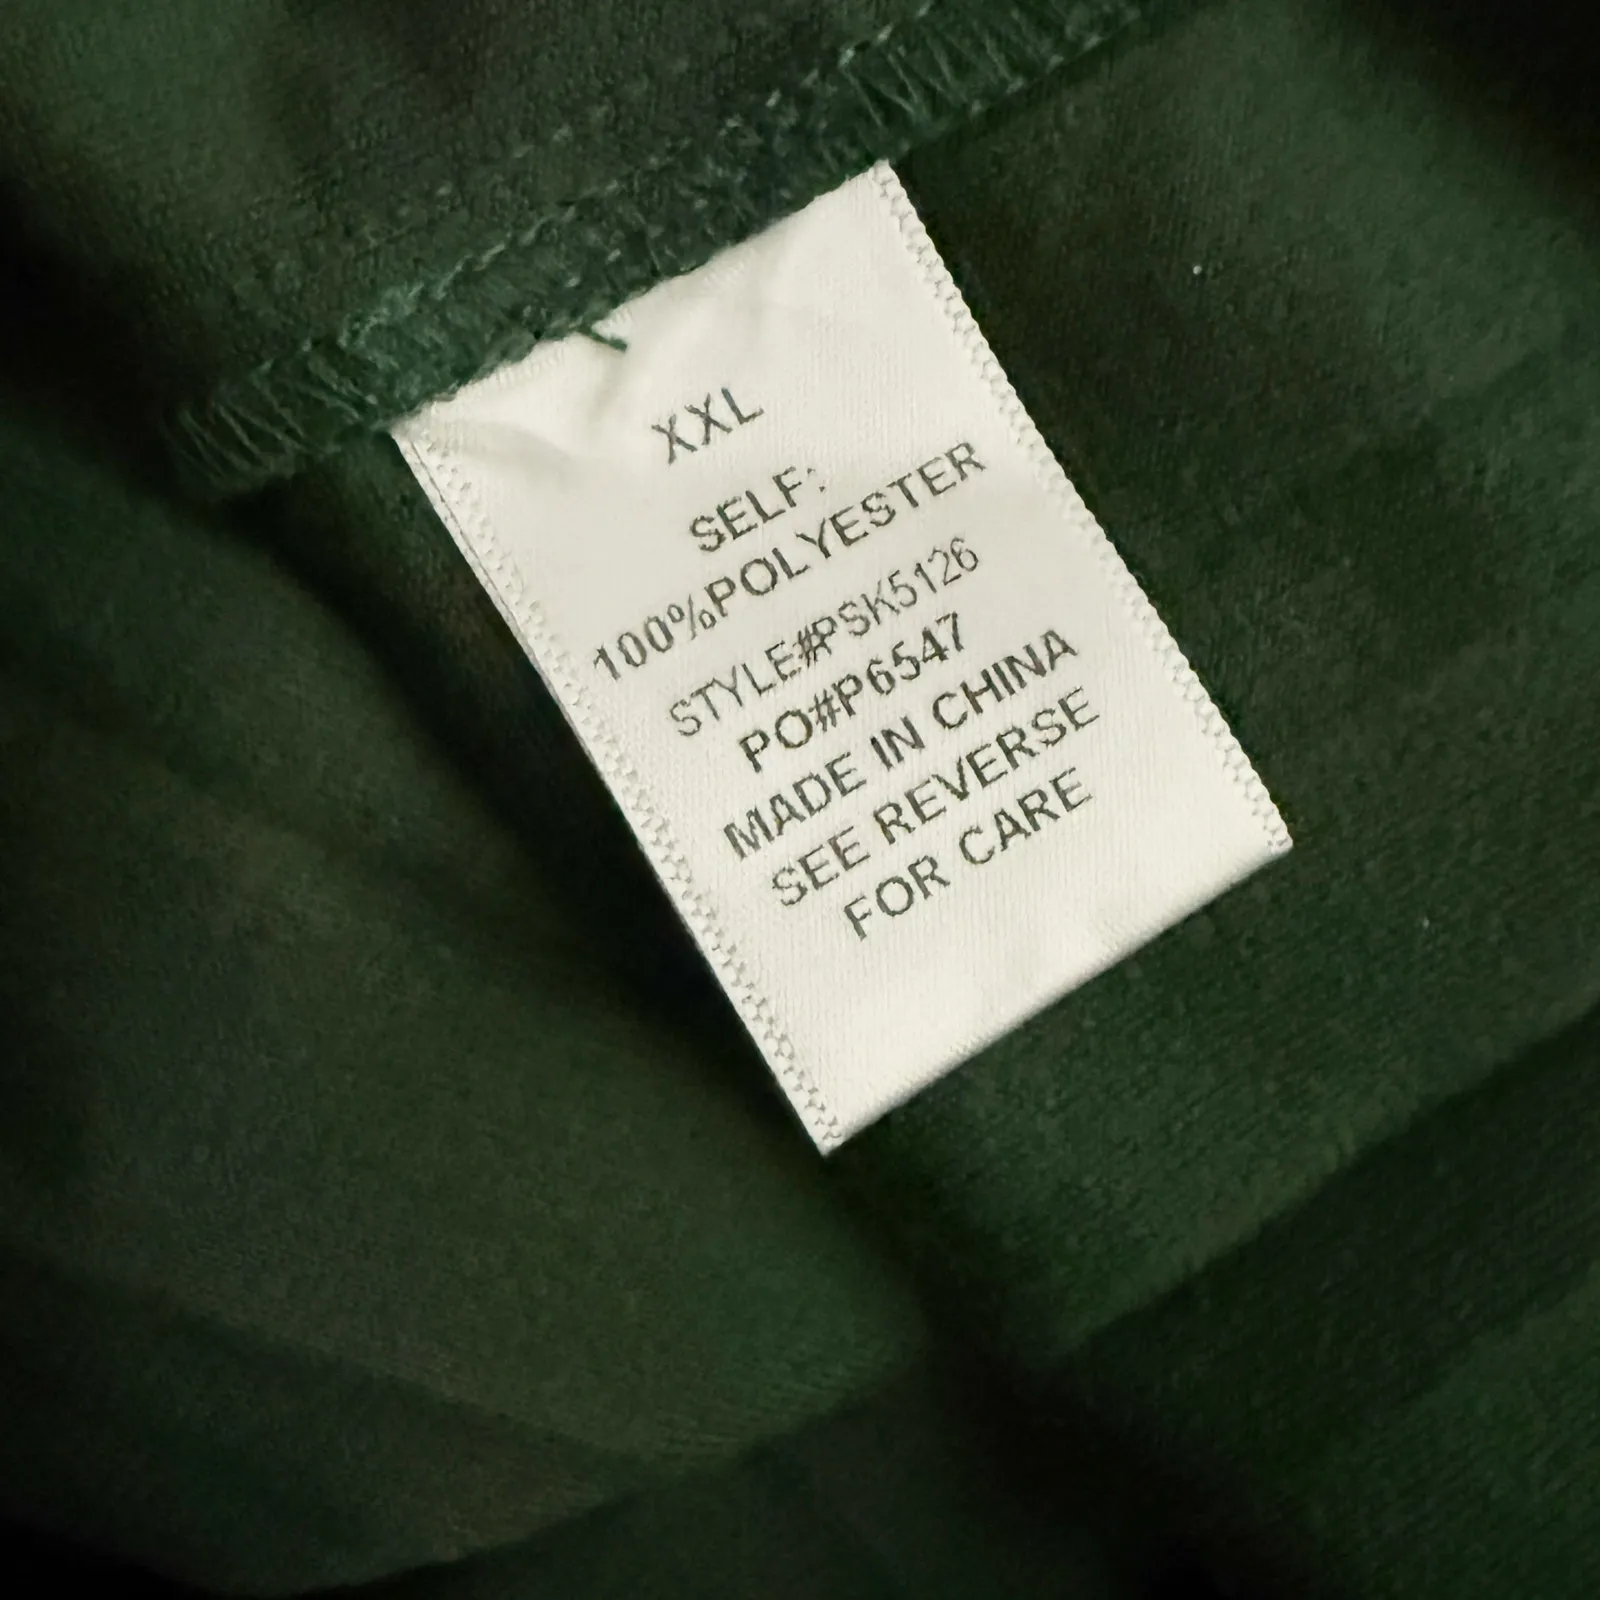 XXL
SELF:
100%POLYESTER
STYLE#PSK5126
PO#P6547
MADE IN CHINA
SEE REVERSE
FOR CARE